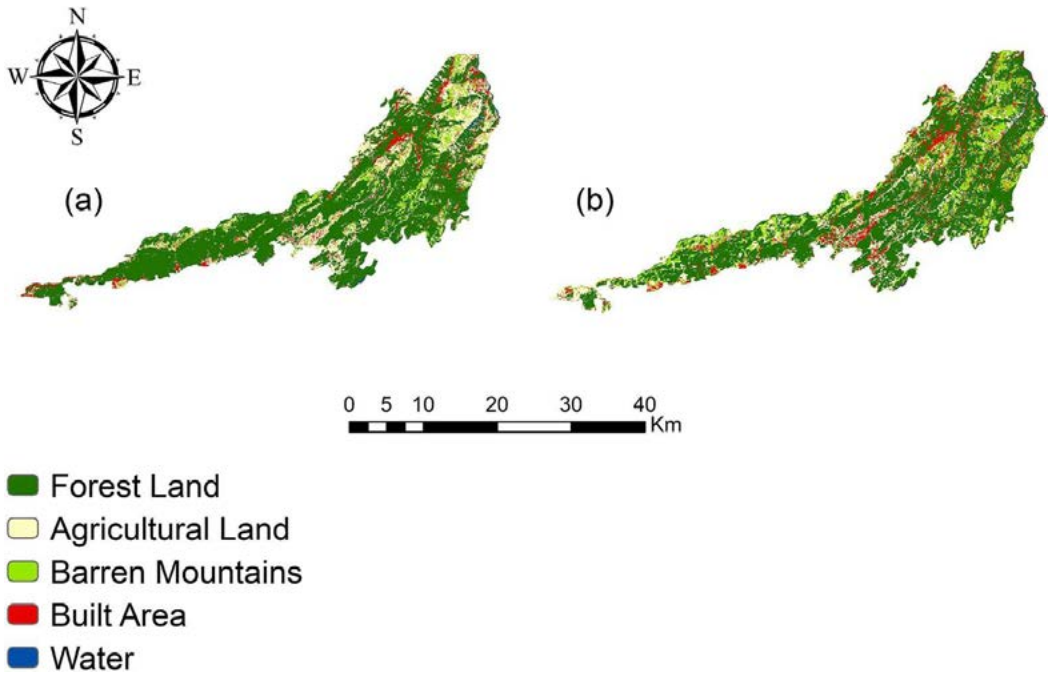 N
W E
S
(a) (b)
0 5 10 20 30 40
Km
Forest Land
Agricultural Land
Barren Mountains
Built Area
Water